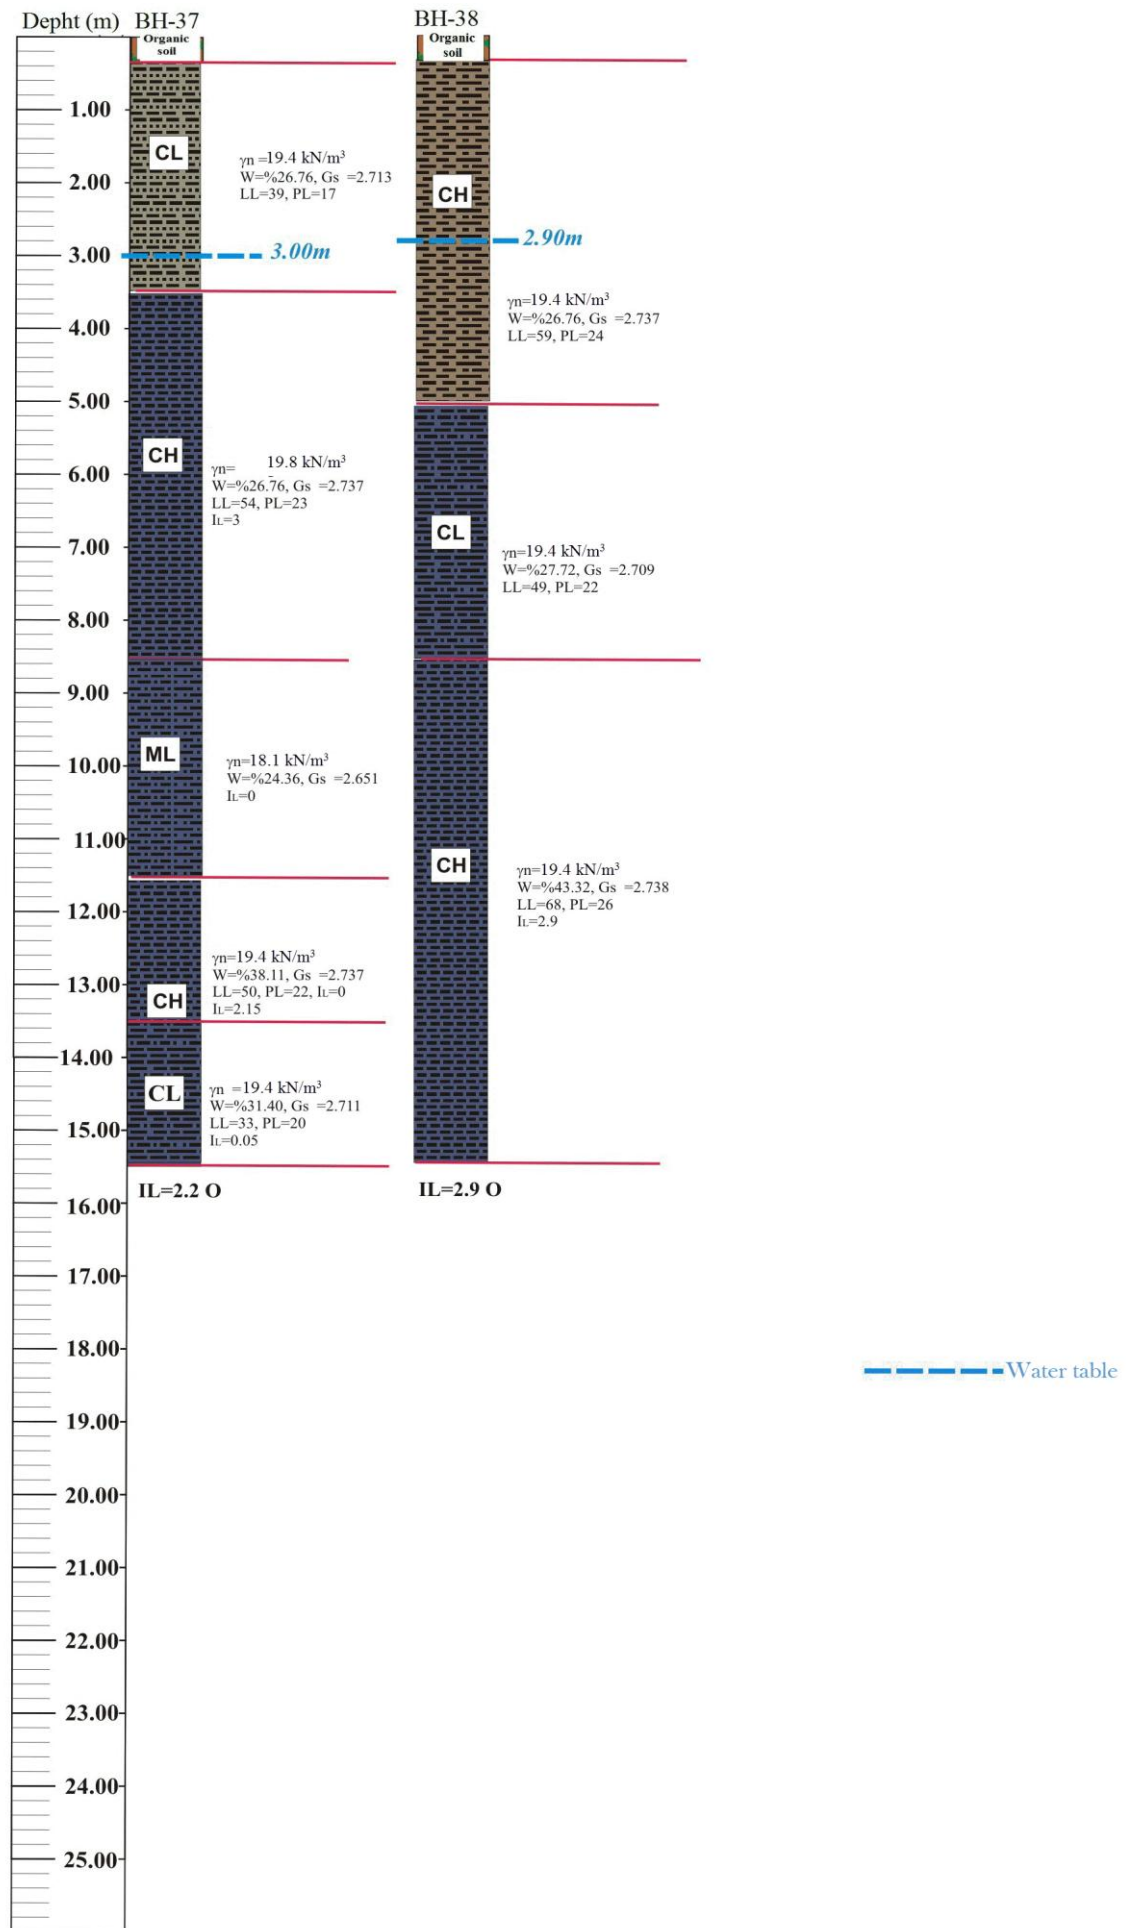 Depht (m)
BH-37
BH-38
Organic
soil
Organic
soil
1.00
2.00
3.00
4.00
5.00
6.00
7.00
8.00
9.00
10.00
11.00
12.00
13.00
14.00
15.00
16.00
17.00
18.00
19.00
20.00
21.00
22.00
23.00
24.00
25.00
CL
γn =19.4 kN/m³
W=%26.76, Gs =2.713
LL=39, PL=17
3.00m
CH
γn= 19.8 kN/m³
W=%26.76, Gs =2.737
LL=54, PL=23
IL=3
ML
γn=18.1 kN/m³
W=%24.36, Gs =2.651
IL=0
CH
γn=19.4 kN/m³
W=%38.11, Gs =2.737
LL=50, PL=22, IL=0
IL=2.15
CL
γn =19.4 kN/m³
W=%31.40, Gs =2.711
LL=33, PL=20
IL=0.05
IL=2.2 O
CH
2.90m
γn=19.4 kN/m³
W=%26.76, Gs =2.737
LL=59, PL=24
CL
γn=19.4 kN/m³
W=%27.72, Gs =2.709
LL=49, PL=22
CH
γn=19.4 kN/m³
W=%43.32, Gs =2.738
LL=68, PL=26
IL=2.9
IL=2.9 O
Water table